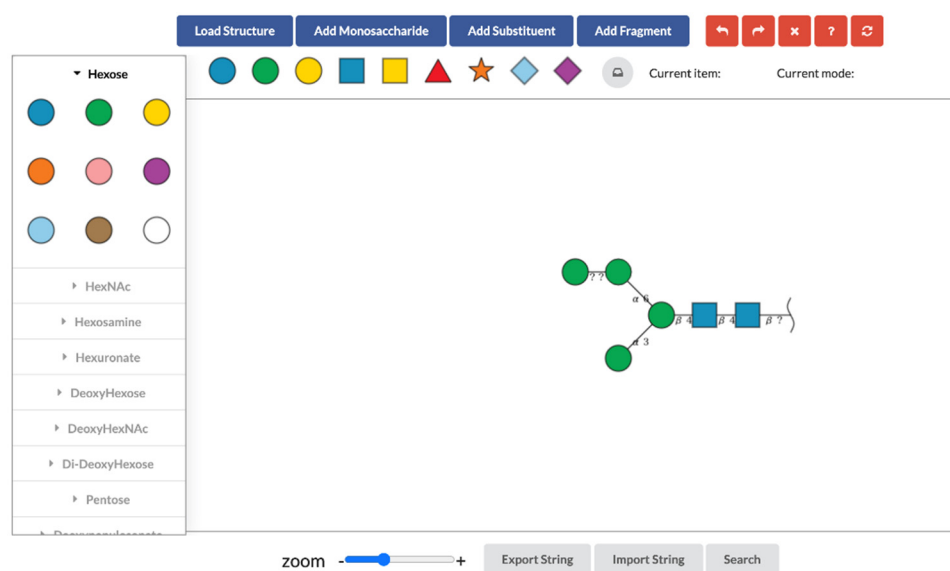 Load Structure Add Monosaccharide Add Substituent Add Fragment ?
Hexose
Current item: Current mode:
HexNAc
Hexosamine
Hexuronate
DeoxyHexose
DeoxyHexNAc
Di-DeoxyHexose
Pentose
? ?
α 6
β 4 β 4 β ?
α 3
zoom - + Export String Import String Search